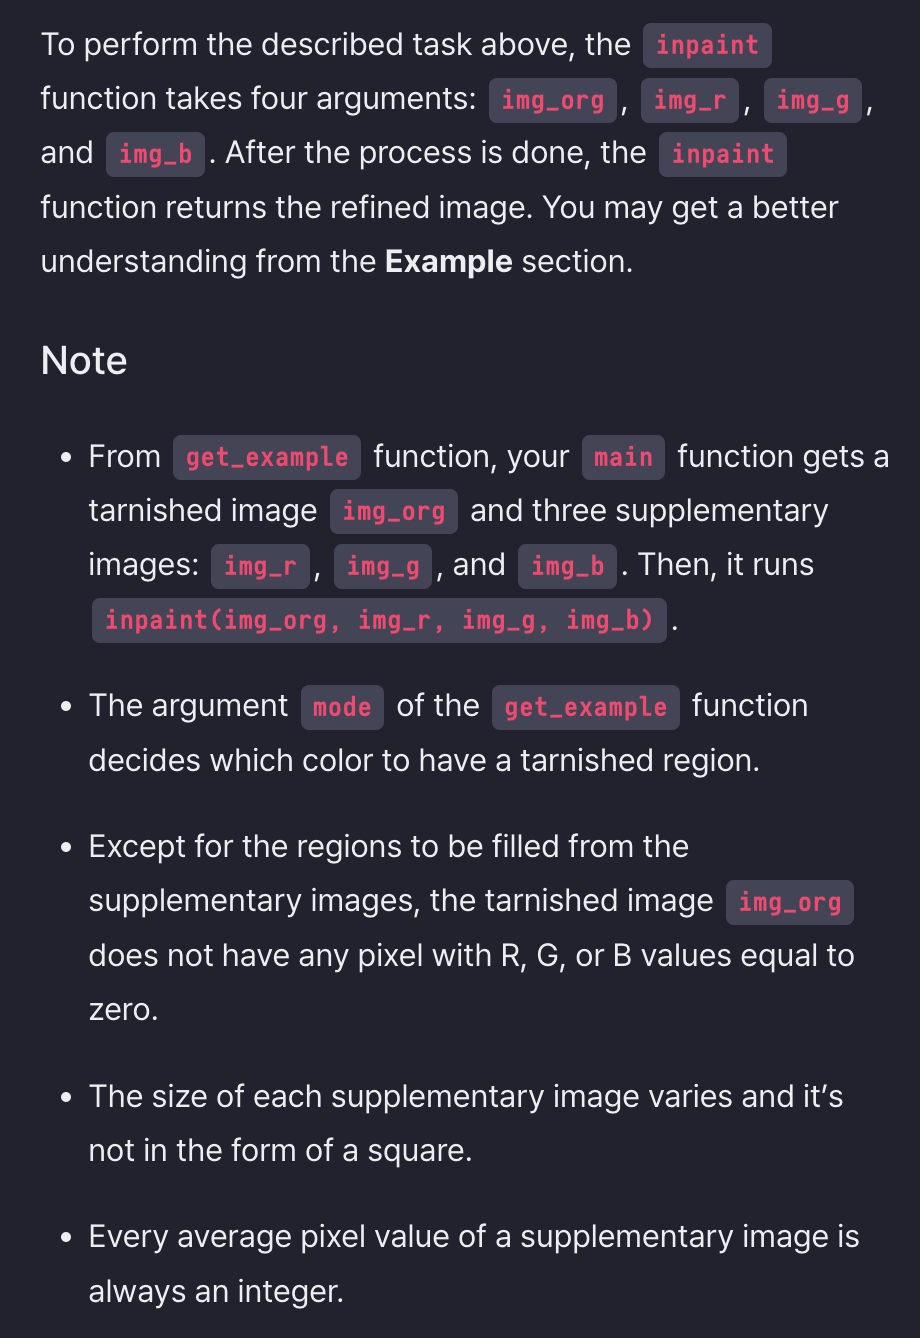 To perform the described task above, the inpaint
function takes four arguments: img_org, img_r, img_g,
and img_b. After the process is done, the inpaint
function returns the refined image. You may get a better
understanding from the Example section.
Note
• From get_example function, your main function gets a
tarnished image img_org and three supplementary
images: img_r, img_g, and img_b. Then, it runs
inpaint(img_org, img_r, img_g, img_b).
• The argument mode of the get_example function
decides which color to have a tarnished region.
• Except for the regions to be filled from the
supplementary images, the tarnished image img_org
does not have any pixel with R, G, or B values equal to
zero.
• The size of each supplementary image varies and it’s
not in the form of a square.
• Every average pixel value of a supplementary image is
always an integer.